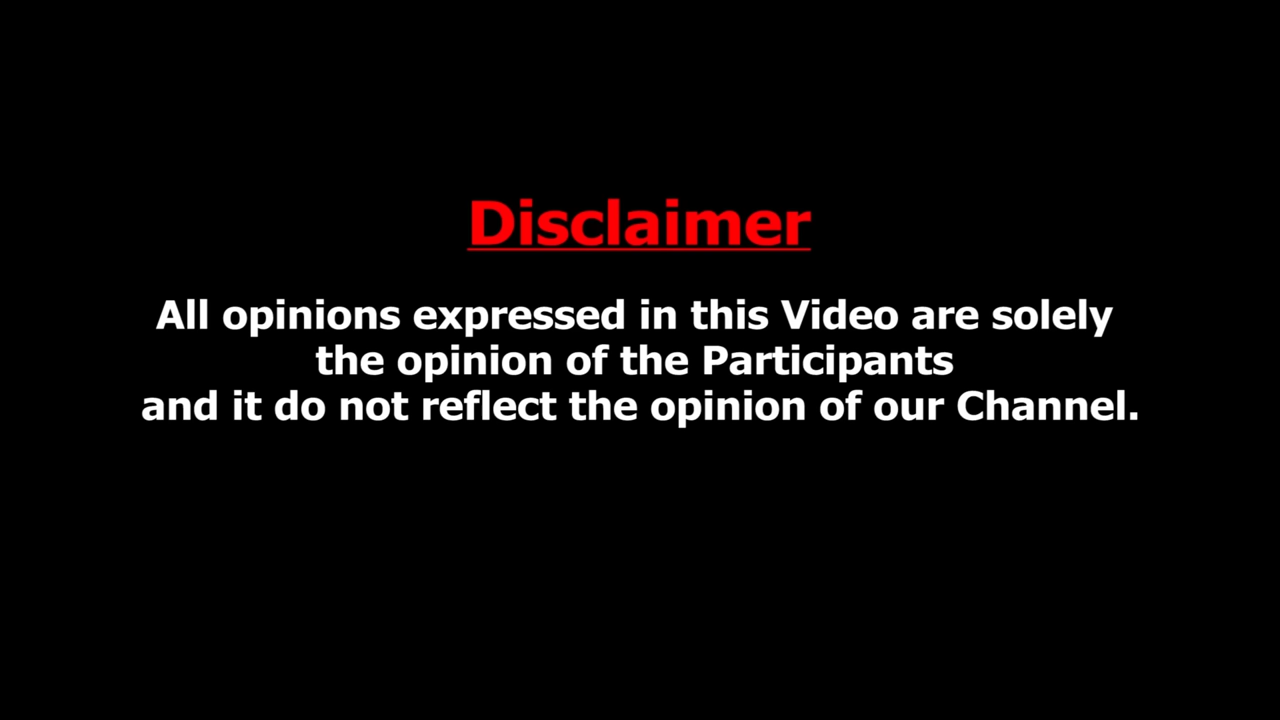 Disclaimer
All opinions expressed in this Video are solely
the opinion of the Participants
and it do not reflect the opinion of our Channel.